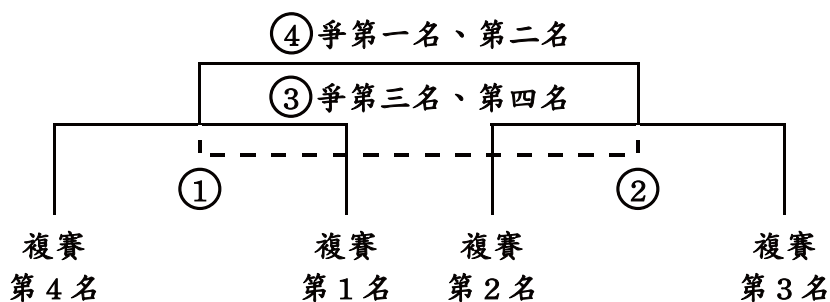 ④爭第一名、第二名
③爭第三名、第四名
① ②
複賽 複賽 複賽 複賽
第4名 第1名 第2名 第3名